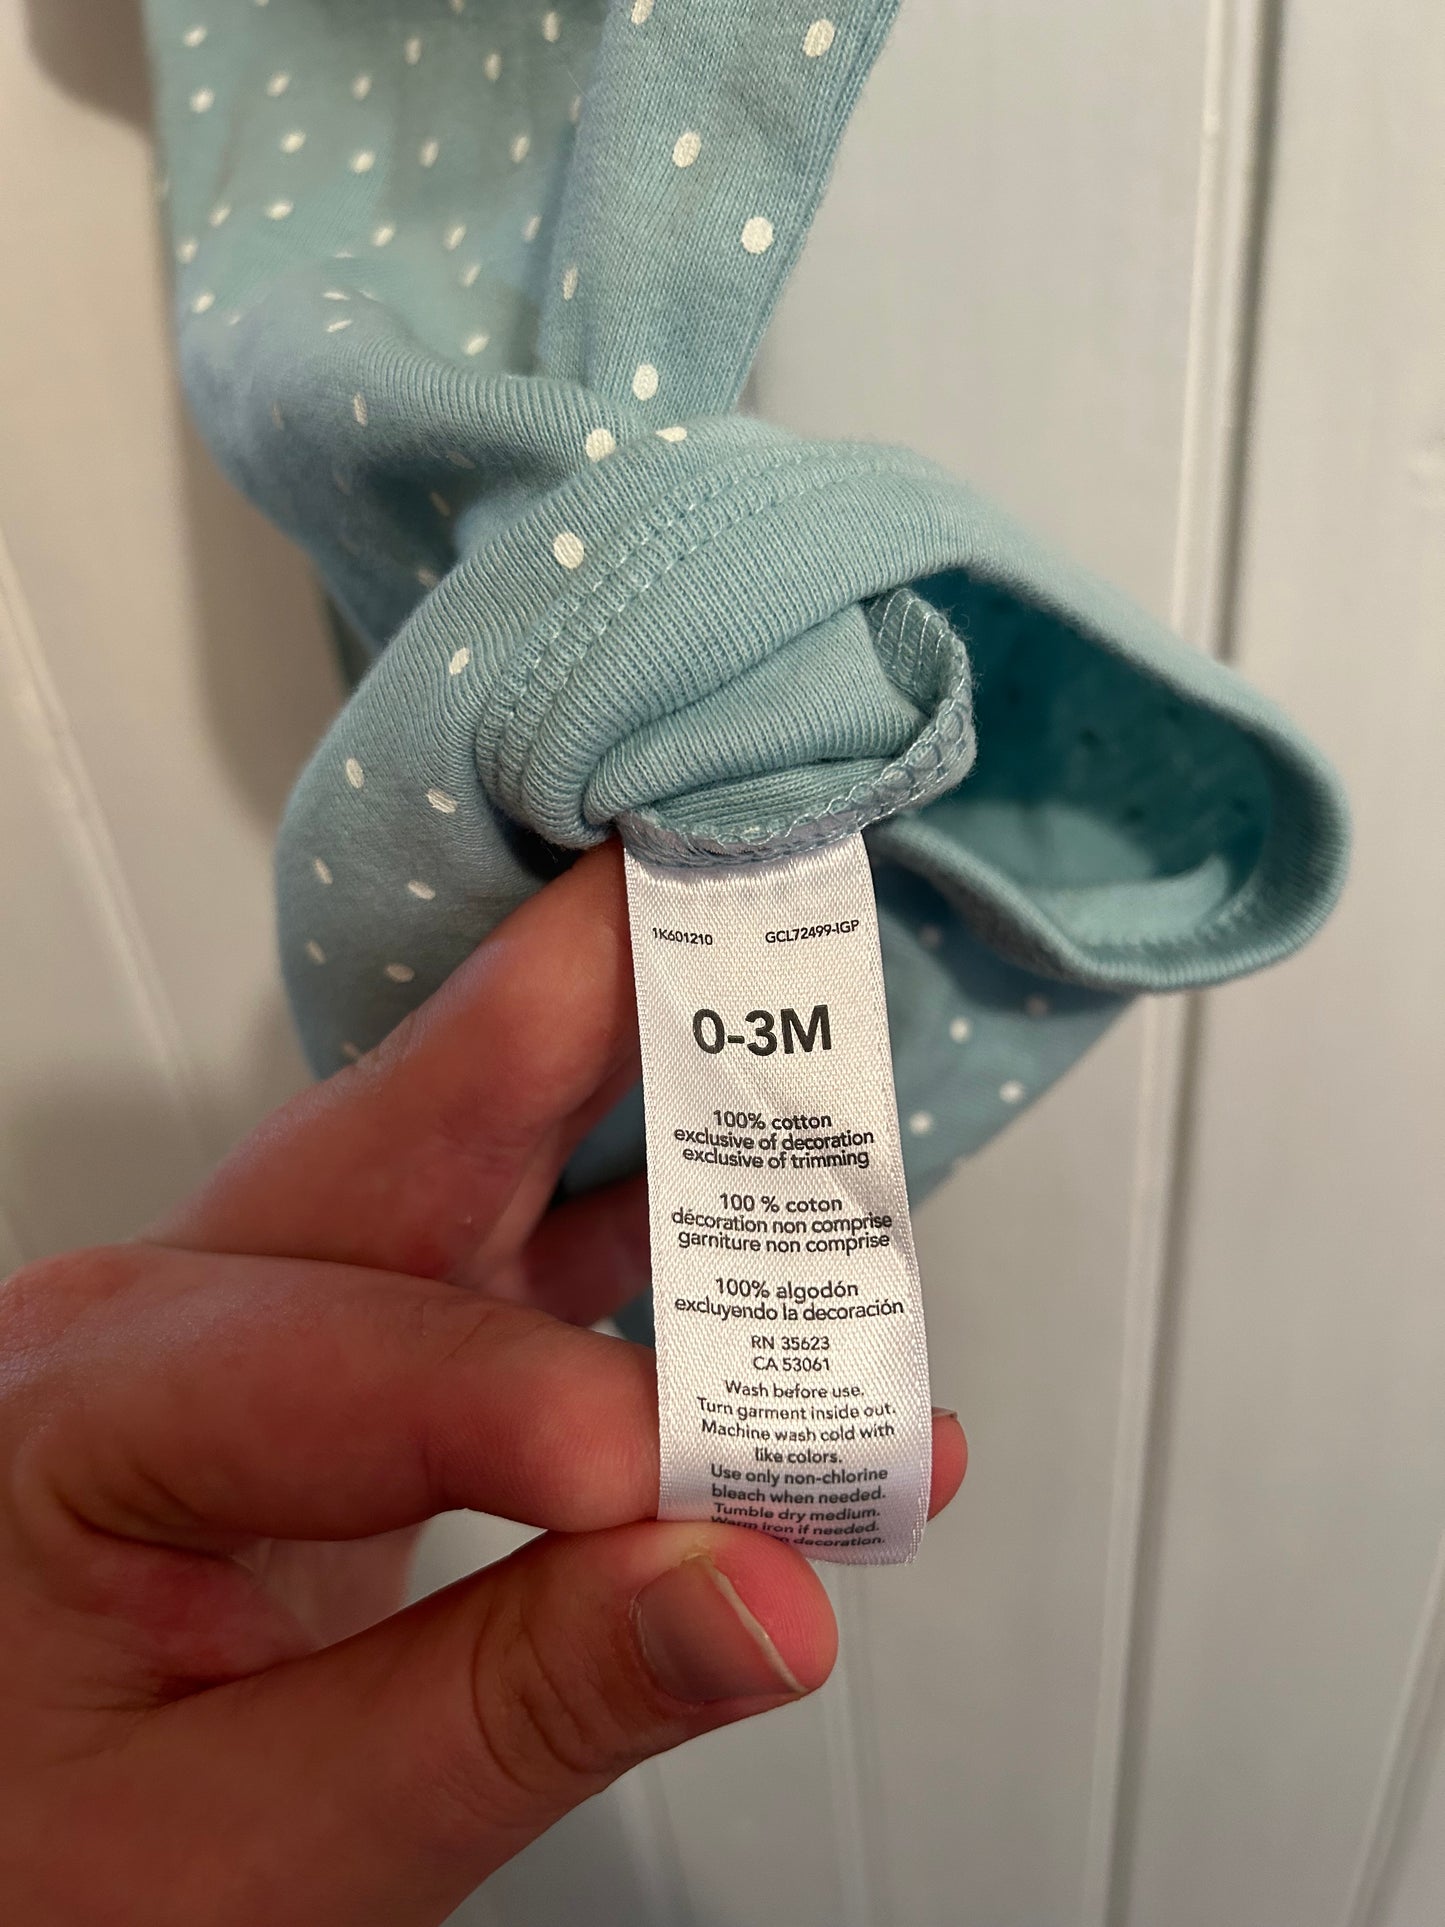 1K601210 GCL72499-IGP
0-3M
100% cotton
exclusive of decoration
exclusive of trimming
100 % coton
décoration non comprise
garniture non comprise
100% algodón
excluyendo la decoración
RN 35623
CA 53061
Wash before use.
Turn garment inside out.
Machine wash cold with
like colors.
Use only non-chlorine
bleach when needed.
Tumble dry medium.
Warm iron if needed.
decoration.